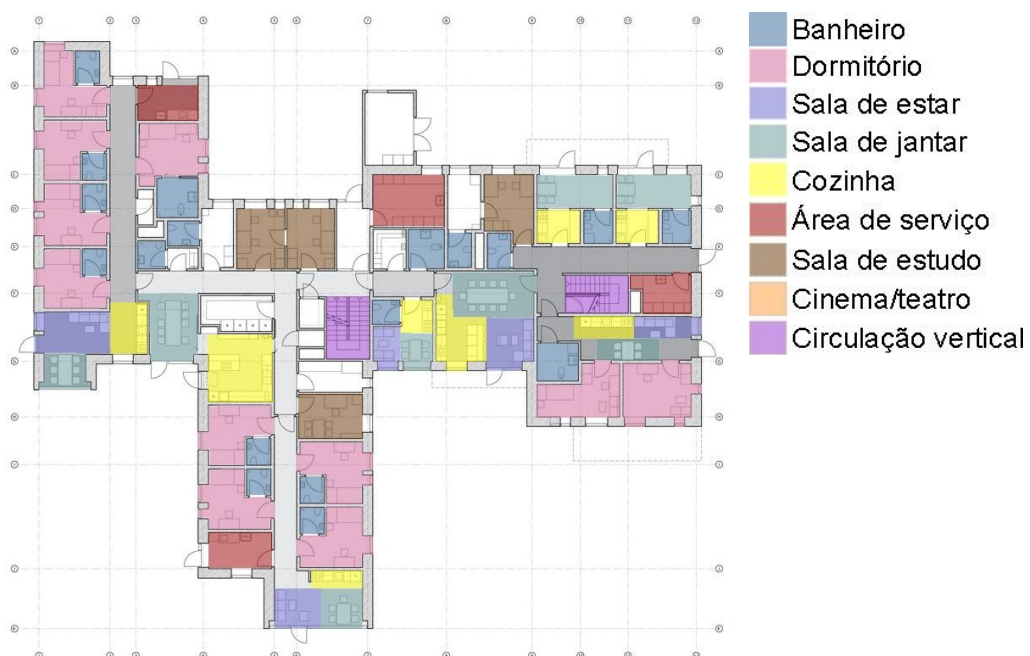 Banheiro
Dormitório
Sala de estar
Sala de jantar
Cozinha
Área de serviço
Sala de estudo
Cinema/teatro
Circulação vertical